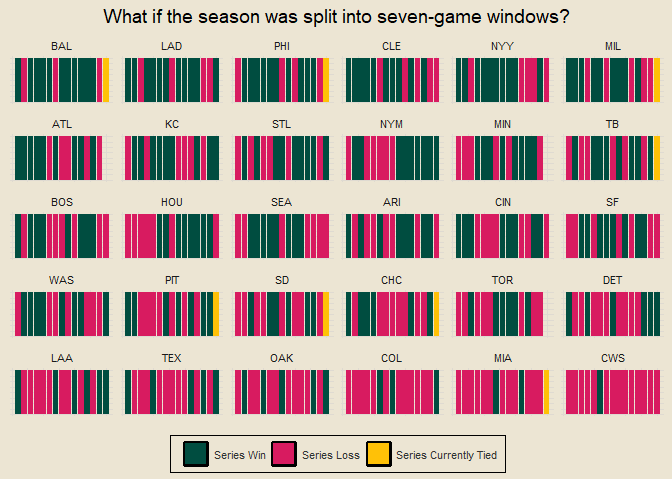 What if the season was split into seven-game windows?
BAL LAD PHI CLE NYY MIL
ATL KC STL NYM MIN TB
BOS HOU SEA ARI CIN SF
WAS PIT SD CHC TOR DET
LAA TEX OAK COL MIA CWS
Series Win Series Loss Series Currently Tied